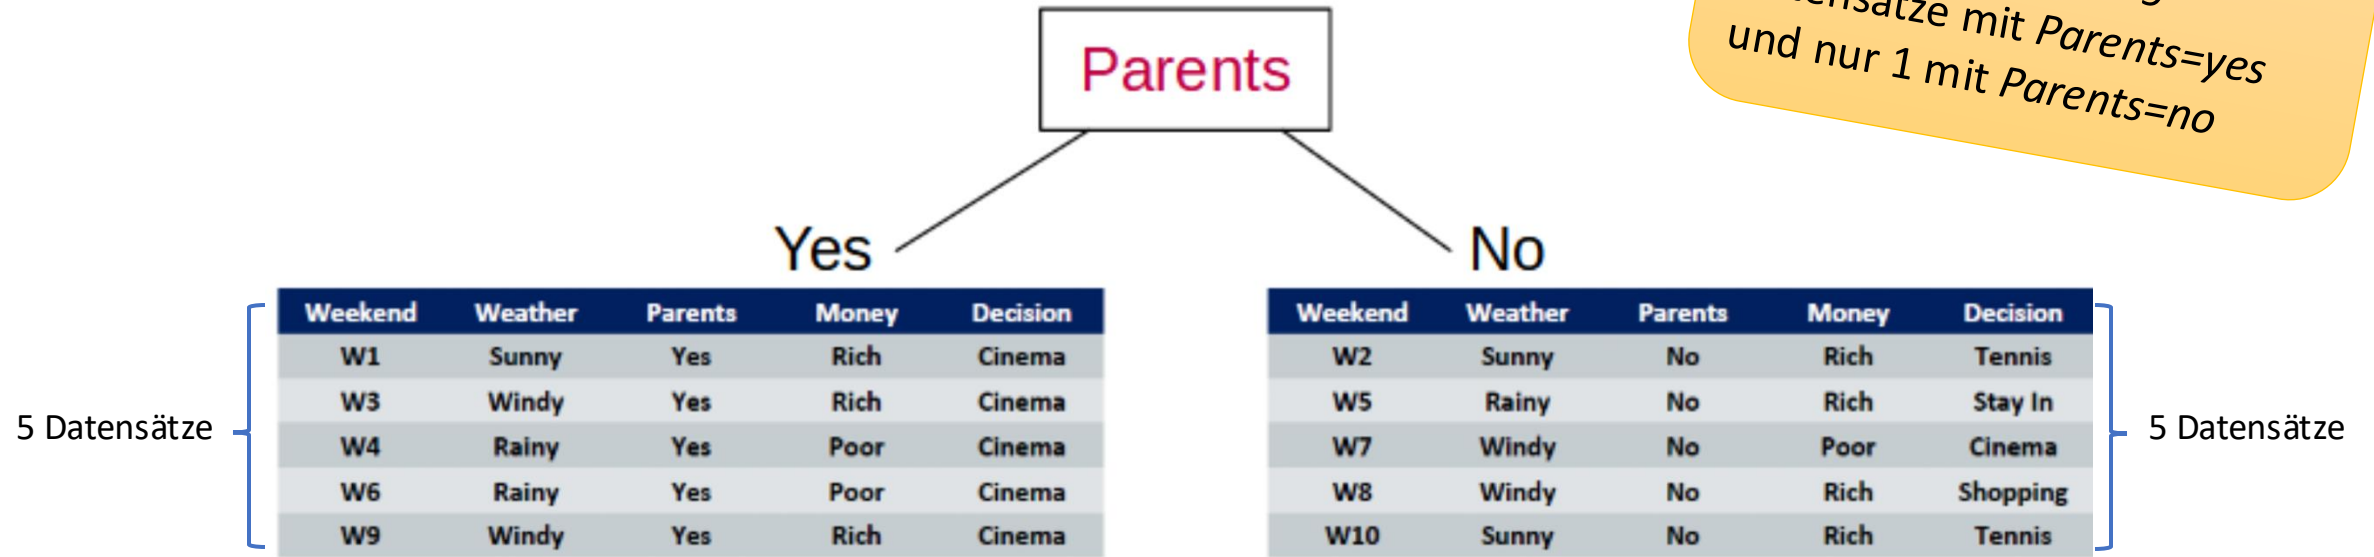 Parents
mit Parents=yes
und nur 1 mit Parents=no
Yes
No
Weekend Weather Parents Money Decision
W1 Sunny Yes Rich Cinema
W3 Windy Yes Rich Cinema
W4 Rainy Yes Poor Cinema
W6 Rainy Yes Poor Cinema
W9 Windy Yes Rich Cinema
5 Datensätze
Weekend Weather Parents Money Decision
W2 Sunny No Rich Tennis
W5 Rainy No Rich Stay In
W7 Windy No Poor Cinema
W8 Windy No Rich Shopping
W10 Sunny No Rich Tennis
5 Datensätze